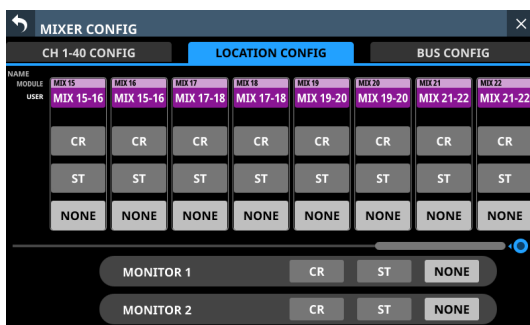 MIXER CONFIG
CH 1-40 CONFIG LOCATION CONFIG BUS CONFIG
NAME
MODULE MIX 15 MIX 16 MIX 17 MIX 18 MIX 19 MIX 20 MIX 21 MIX 22
USER MIX 15-16 MIX 15-16 MIX 17-18 MIX 17-18 MIX 19-20 MIX 19-20 MIX 21-22 MIX 21-22
CR CR CR CR CR CR CR CR
ST ST ST ST ST ST ST ST
NONE NONE NONE NONE NONE NONE NONE NONE
MONITOR 1 CR ST NONE
MONITOR 2 CR ST NONE